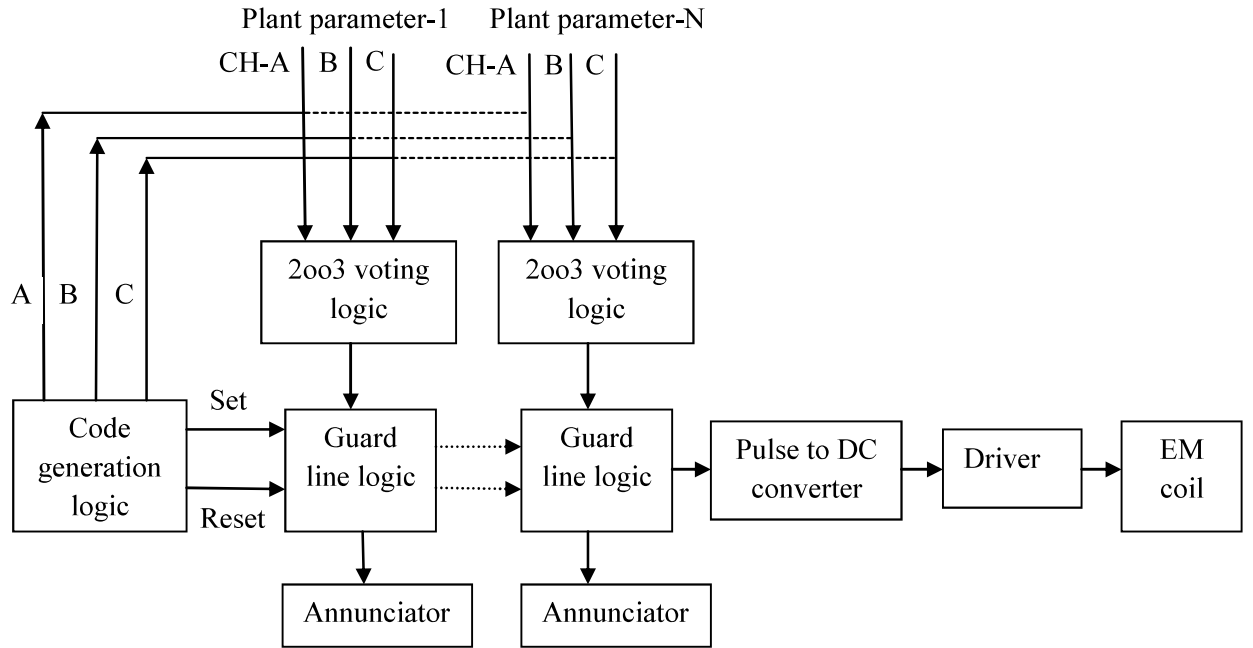 Plant parameter-1
Plant parameter-N
CH-A
B
C
CH-A
B
C
2oo3 voting
logic
2oo3 voting
logic
A
B
C
Set
Reset
Code
generation
logic
Guard
line logic
Guard
line logic
Pulse to DC
converter
Driver
EM
coil
Annunciator
Annunciator